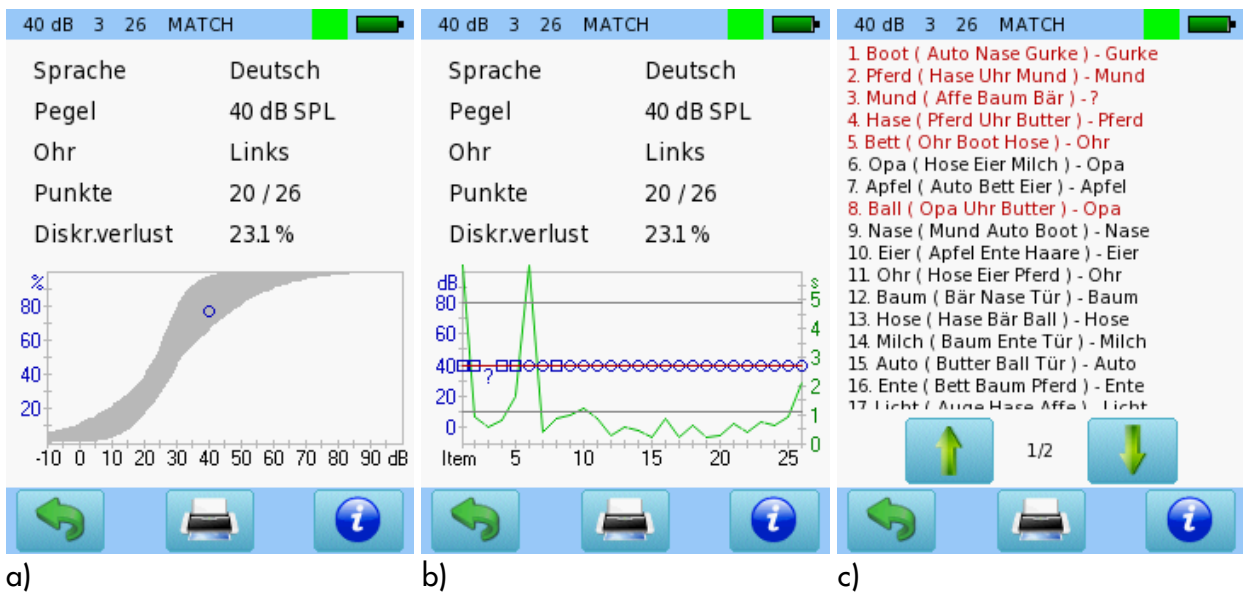 40 dB 3 26 MATCH
Sprache Deutsch
Pegel 40 dB SPL
Ohr Links
Punkte 20 / 26
Diskr.verlust 23.1 %
%
80
60
40
20
-10 0 10 20 30 40 50 60 70 80 90 dB
a)
40 dB 3 26 MATCH
Sprache Deutsch
Pegel 40 dB SPL
Ohr Links
Punkte 20 / 26
Diskr.verlust 23.1 %
dB s
80 5
60 4
40 ? 3
20 2
0 1
0
Item 5 10 15 20 25
b)
40 dB 3 26 MATCH
1. Boot ( Auto Nase Gurke ) - Gurke
2. Pferd ( Hase Uhr Mund ) - Mund
3. Mund ( Affe Baum Bär ) - ?
4. Hase ( Pferd Uhr Butter ) - Pferd
5. Bett ( Ohr Boot Hose ) - Ohr
6. Opa ( Hose Eier Milch ) - Opa
7. Apfel ( Auto Bett Eier ) - Apfel
8. Ball ( Opa Uhr Butter ) - Opa
9. Nase ( Mund Auto Boot ) - Nase
10. Eier ( Apfel Ente Haare ) - Eier
11. Ohr ( Hose Eier Pferd ) - Ohr
12. Baum ( Bär Nase Tür ) - Baum
13. Hose ( Hase Bär Ball ) - Hose
14. Milch ( Baum Ente Tür ) - Milch
15. Auto ( Butter Ball Tür ) - Auto
16. Ente ( Bett Baum Pferd ) - Ente
17. Licht ( Auge Hase Affe ) - Licht
1/2
i
c)